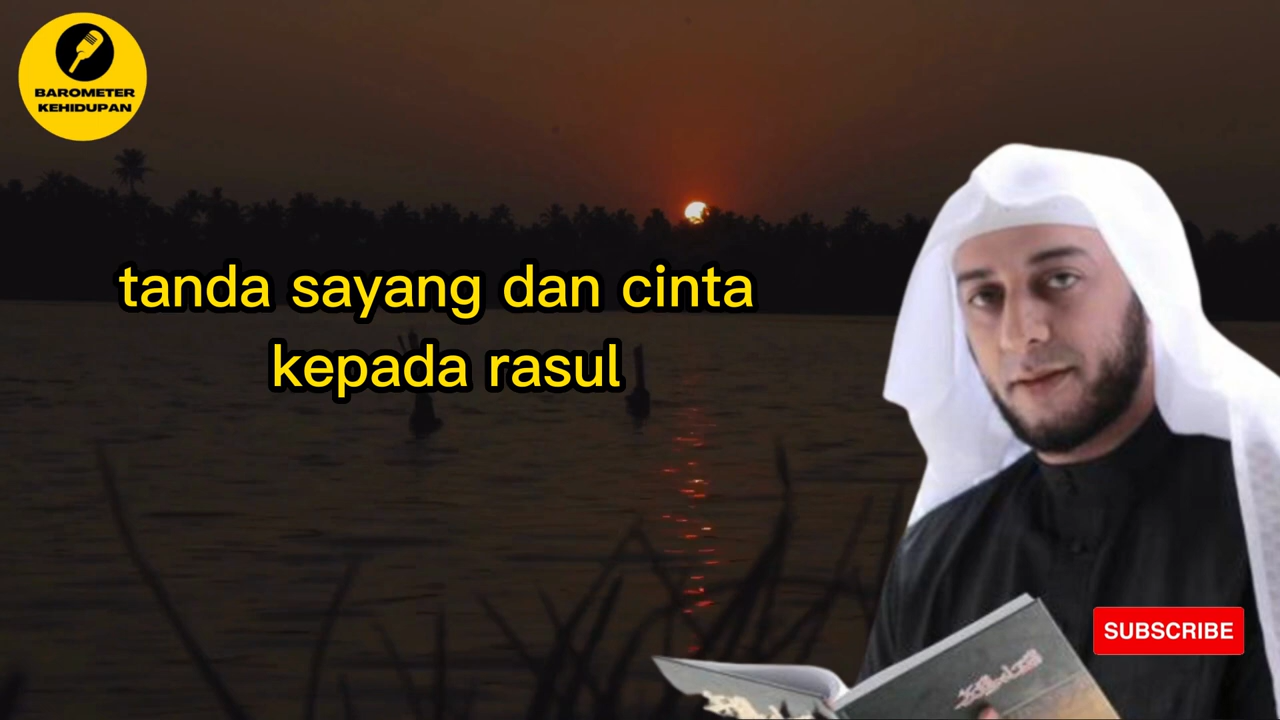 BAROMETER
KEHIDUPAN
tanda sayang dan cinta
kepada rasul
SUBSCRIBE